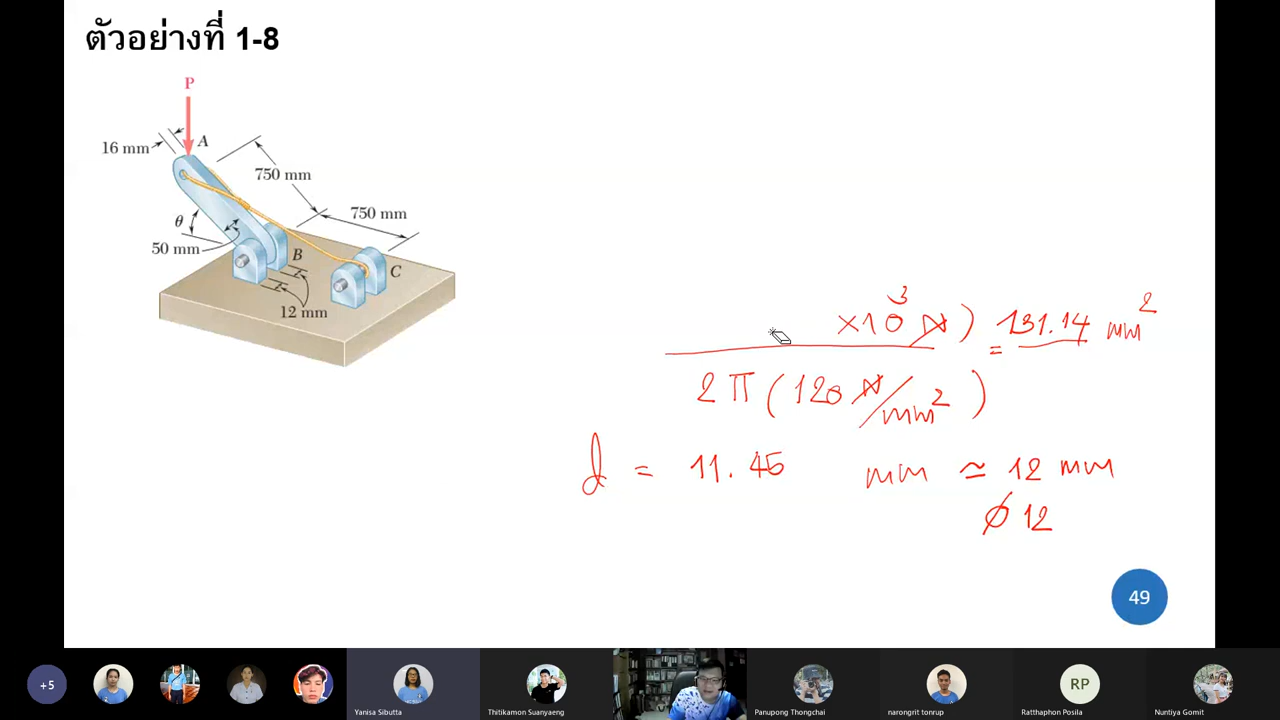 ตัวอย่างที่ 1-8
P
16 mm
A
750 mm
750 mm
θ
50 mm
B
C
12 mm
×10³ N) = 131.14 mm²
2 π (120 N/mm²)
d = 11.45 mm ≃ 12 mm
ϕ 12
49
+5
Yanisa Sibutta
Thitikamon Suanyaeng
Panupong Thongchai
narongrit tonrup
RP
Ratthaphon Posila
Nuntiya Gomit